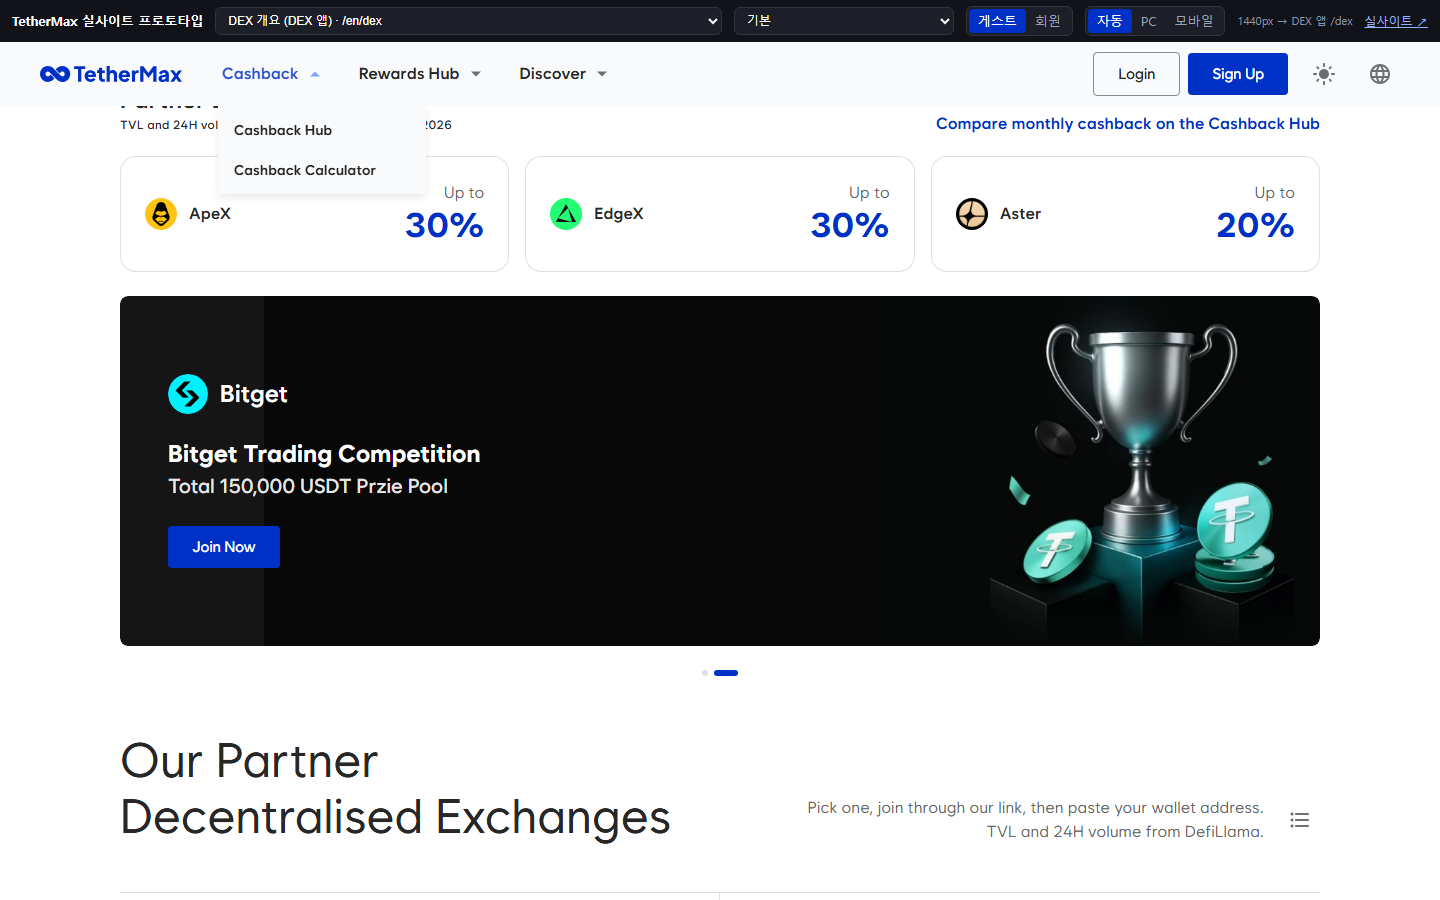 TetherMax 실사이트 프로토타입
DEX 개요 (DEX 앱) · /en/dex
기본
게스트
회원
자동
PC
모바일
1440px → DEX 앱 /dex
실사이트 ↗
TetherMax
Cashback
Rewards Hub
Discover
Login
Sign Up
TVL and 24H
Compare monthly cashback on the Cashback Hub
Cashback Hub
Cashback Calculator
ApeX
Up to
30%
EdgeX
Up to
30%
Aster
Up to
20%
Bitget
Bitget Trading Competition
Total 150,000 USDT Przie Pool
Join Now
Our Partner
Decentralised Exchanges
Pick one, join through our link, then paste your wallet address.
TVL and 24H volume from DefiLlama.